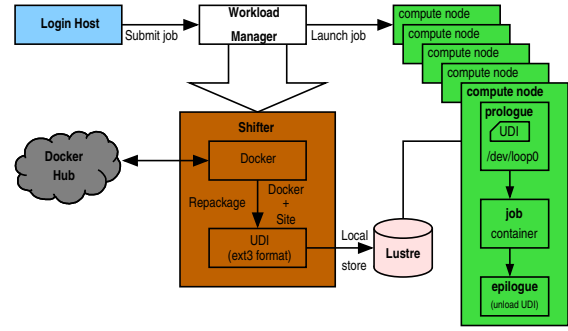 Login Host
Submit job
Workload
Manager
Launch job
compute node
compute node
compute node
compute node
compute node
prologue
UDI
/dev/loop0
job
container
epilogue
(unload UDI)
Shifter
Docker
Docker
Hub
Repackage
Docker
+
Site
UDI
(ext3 format)
Local
store
Lustre